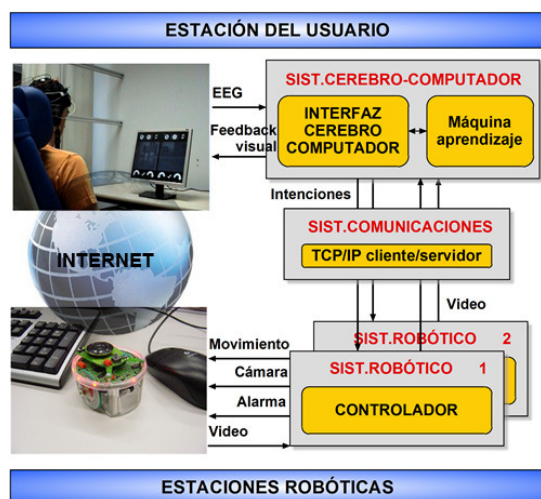 ESTACIÓN DEL USUARIO
SIST.CEREBRO-COMPUTADOR
EEG
INTERFAZ
CEREBRO
COMPUTADOR
Máquina
aprendizaje
Feedback
visual
Intenciones
SIST.COMUNICACIONES
TCP/IP cliente/servidor
INTERNET
Video
SIST.ROBÓTICO 2
Movimiento
SIST.ROBÓTICO 1
Cámara
Alarma
CONTROLADOR
Video
ESTACIONES ROBÓTICAS